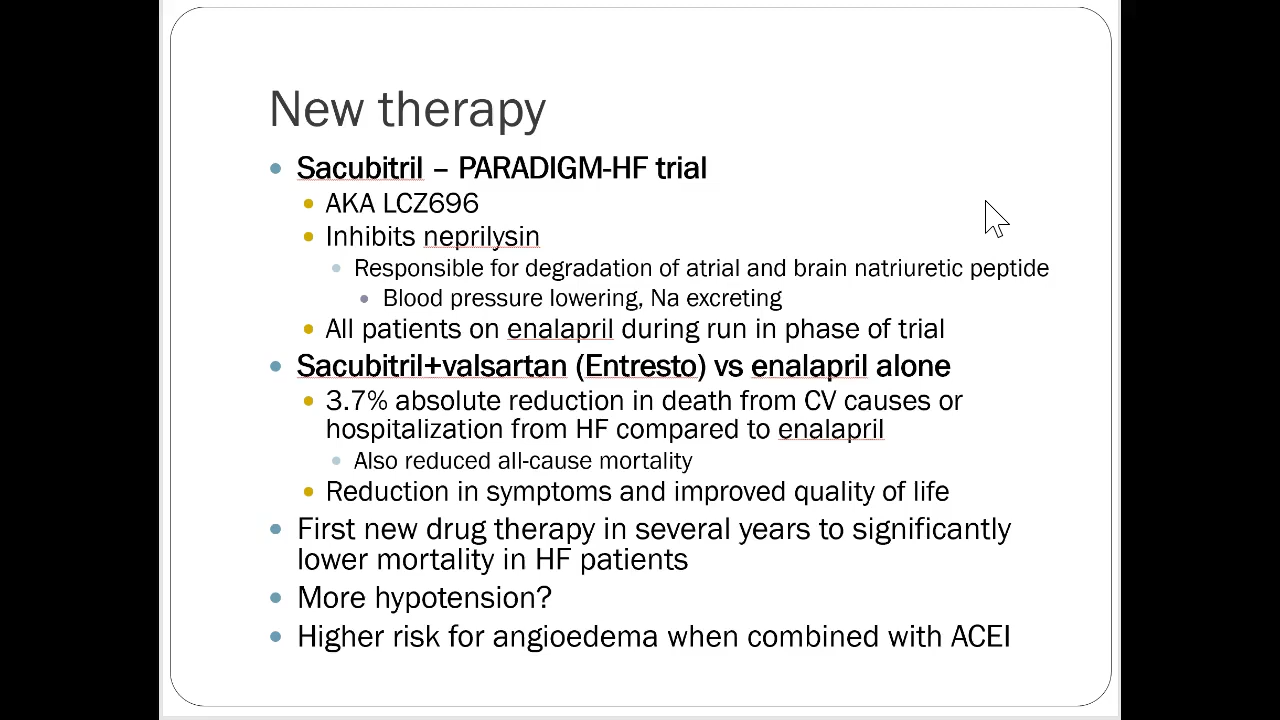 New therapy
Sacubitril – PARADIGM-HF trial
AKA LCZ696
Inhibits neprilysin
Responsible for degradation of atrial and brain natriuretic peptide
Blood pressure lowering, Na excreting
All patients on enalapril during run in phase of trial
Sacubitril+valsartan (Entresto) vs enalapril alone
3.7% absolute reduction in death from CV causes or
hospitalization from HF compared to enalapril
Also reduced all-cause mortality
Reduction in symptoms and improved quality of life
First new drug therapy in several years to significantly
lower mortality in HF patients
More hypotension?
Higher risk for angioedema when combined with ACEI